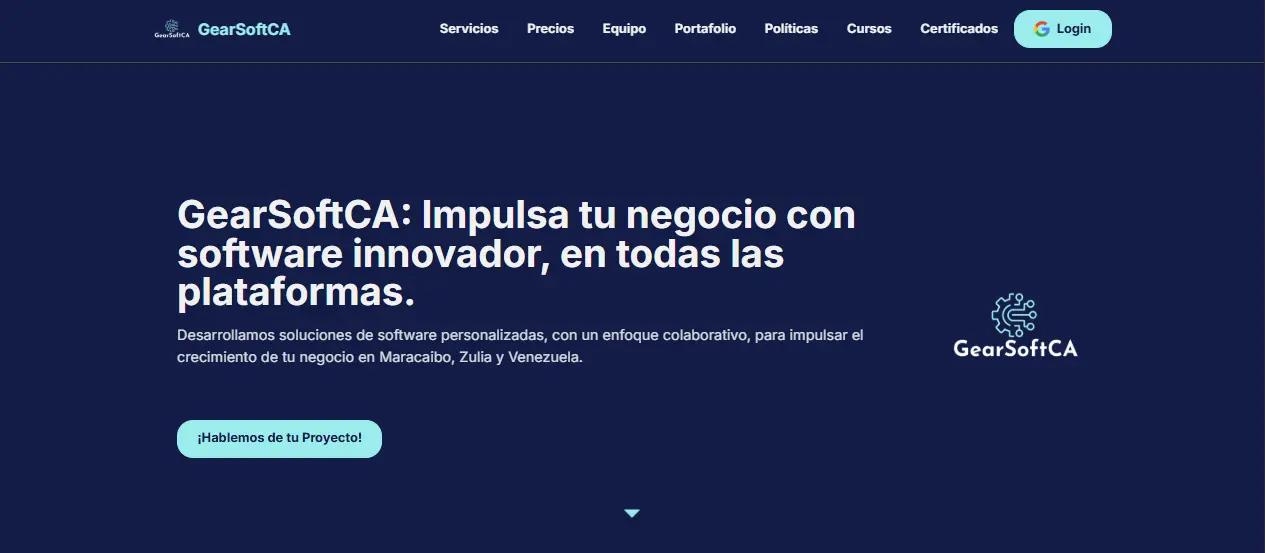 GearSoftCA GearSoftCA Servicios Precios Equipo Portafolio Políticas Cursos Certificados Login
GearSoftCA: Impulsa tu negocio con
software innovador, en todas las
plataformas.
Desarrollamos soluciones de software personalizadas, con un enfoque colaborativo, para impulsar el
crecimiento de tu negocio en Maracaibo, Zulia y Venezuela.
GearSoftCA
¡Hablemos de tu Proyecto!